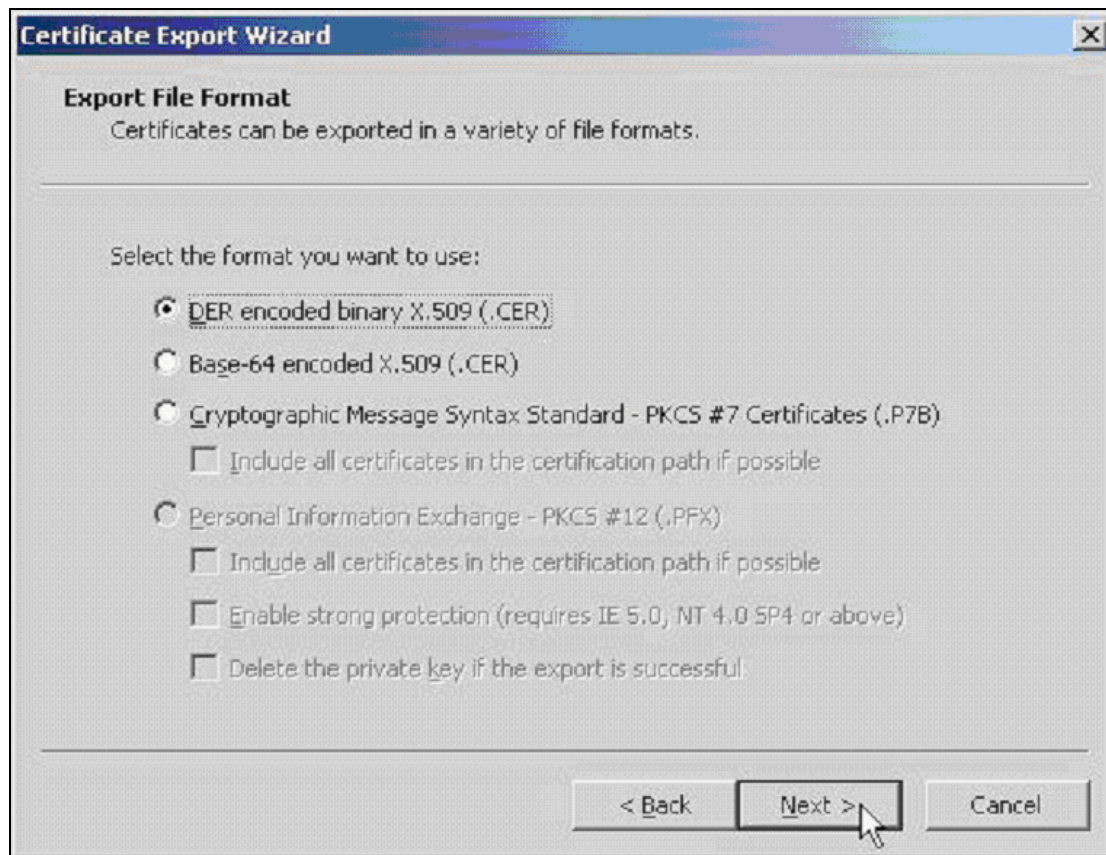 Certificate Export Wizard
Export File Format
Certificates can be exported in a variety of file formats.
Select the format you want to use:
DER encoded binary X.509 (.CER)
Base-64 encoded X.509 (.CER)
Cryptographic Message Syntax Standard - PKCS #7 Certificates (.P7B)
Include all certificates in the certification path if possible
Personal Information Exchange - PKCS #12 (.PFX)
Include all certificates in the certification path if possible
Enable strong protection (requires IE 5.0, NT 4.0 SP4 or above)
Delete the private key if the export is successful
< Back Next > Cancel